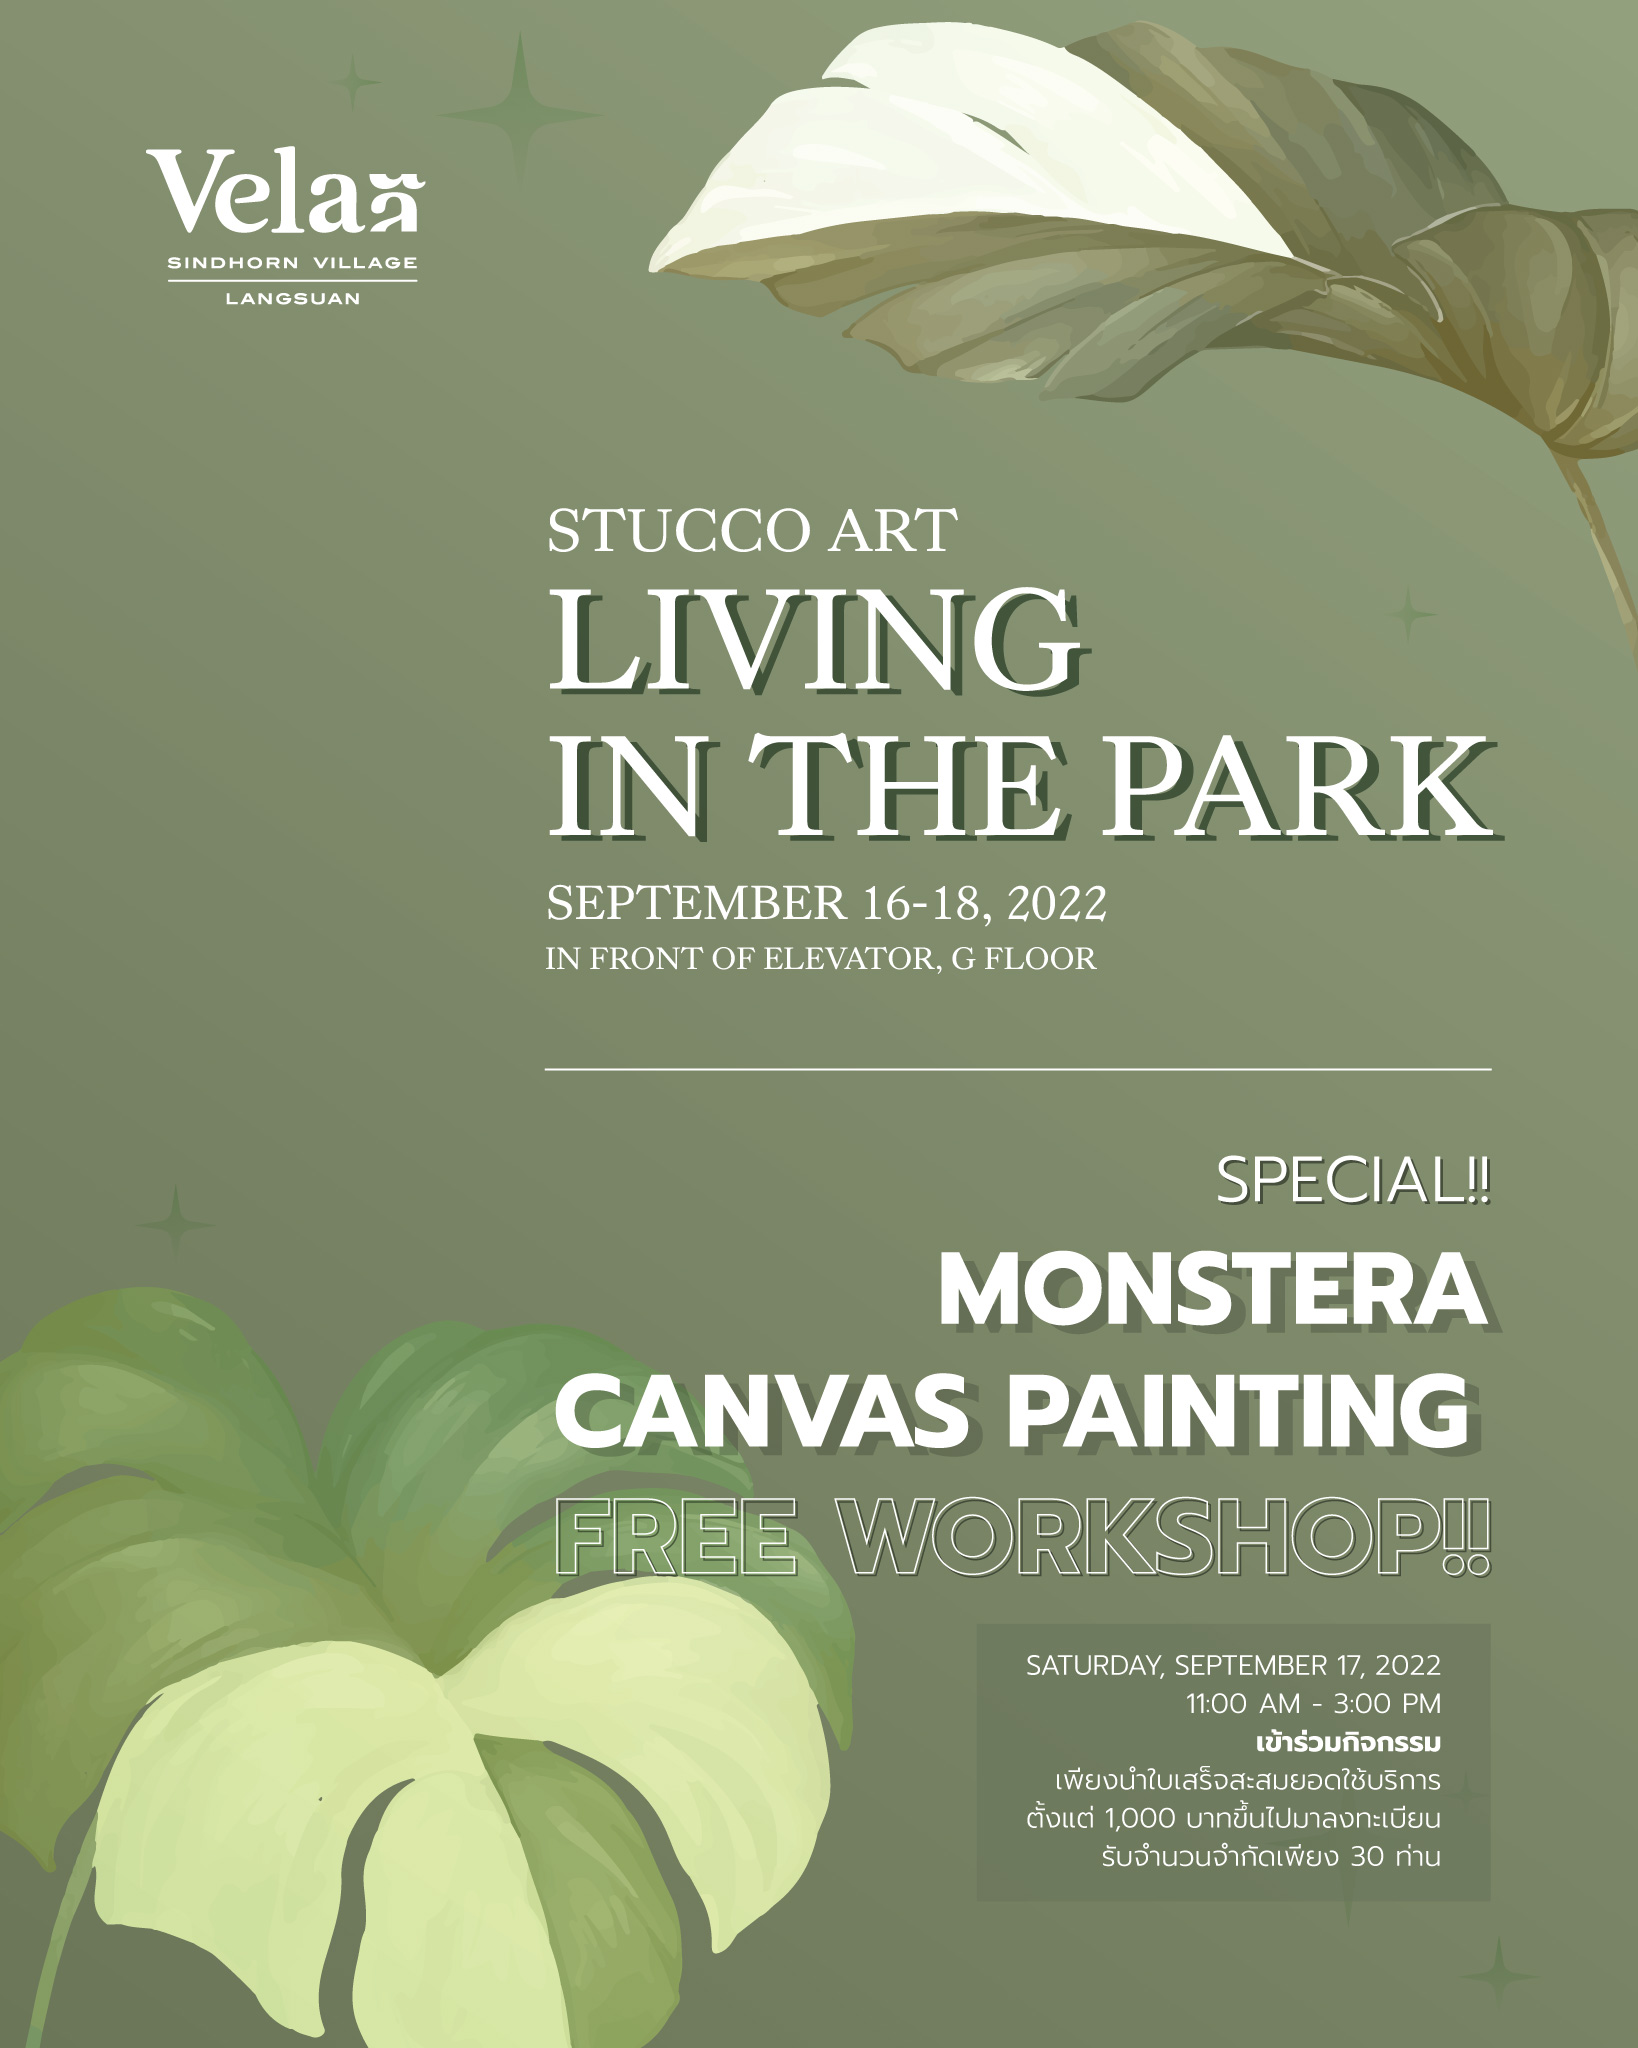 Velaa
SINDHORN VILLAGE
LANGSUAN
STUCCO ART
LIVING
IN THE PARK
SEPTEMBER 16-18, 2022
IN FRONT OF ELEVATOR, G FLOOR
SPECIAL!!
MONSTERA
CANVAS PAINTING
FREE WORKSHOP!!
SATURDAY, SEPTEMBER 17, 2022
11:00 AM - 3:00 PM
เข้าร่วมกิจกรรม
เพียงนำใบเสร็จสะสมยอดใช้บริการ
ตั้งแต่ 1,000 บาทขึ้นไปมาลงทะเบียน
รับจำนวนจำกัดเพียง 30 ท่าน